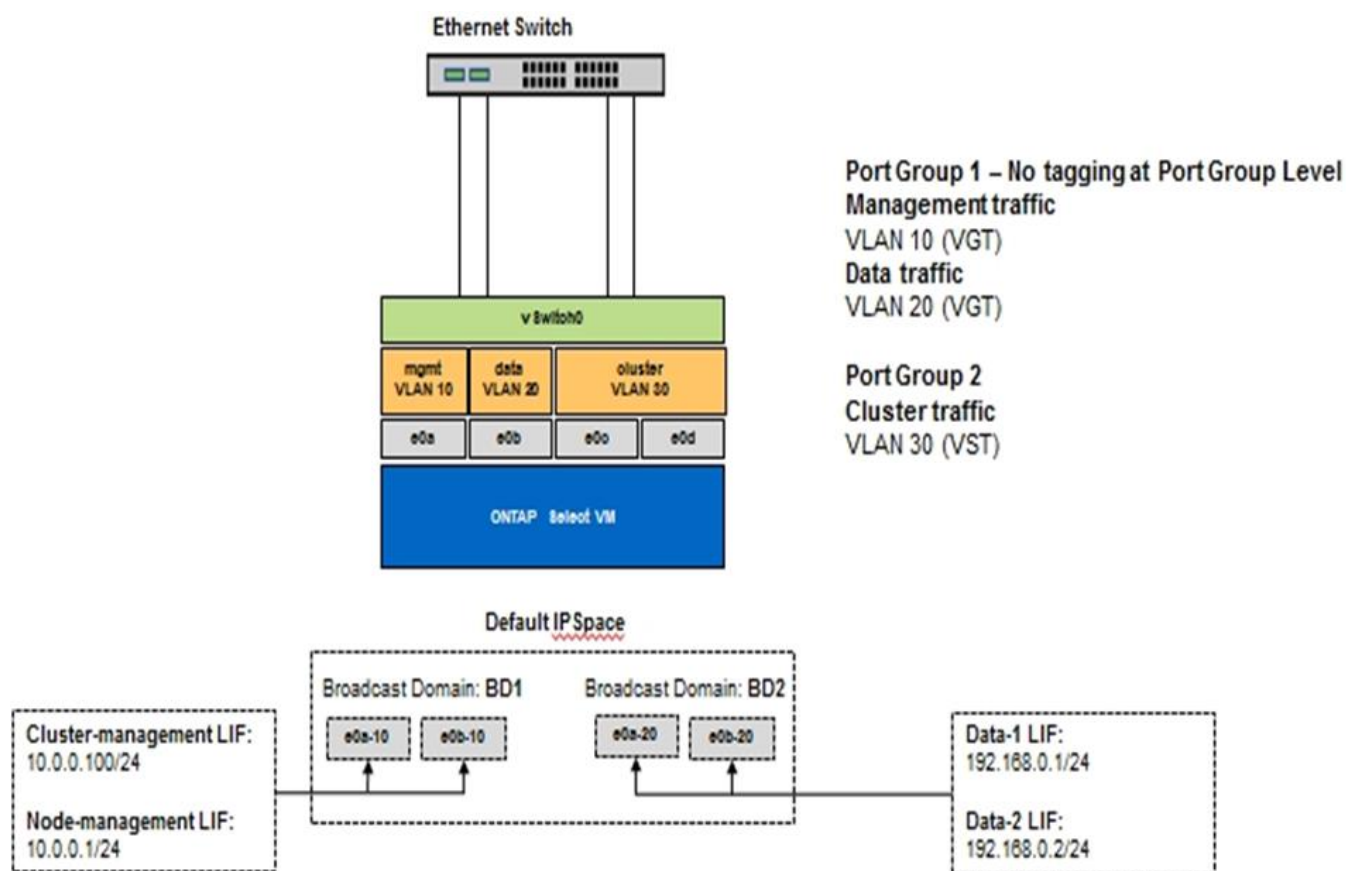 Ethernet Switch
Port Group 1 – No tagging at Port Group Level
Management traffic
VLAN 10 (VGT)
Data traffic
VLAN 20 (VGT)
Port Group 2
Cluster traffic
VLAN 30 (VST)
vSwitch0
mgmt
VLAN 10
data
VLAN 20
cluster
VLAN 30
e0a
e0b
e0c
e0d
ONTAP Select VM
Default IPSpace
Broadcast Domain: BD1
Broadcast Domain: BD2
e0a-10
e0b-10
e0a-20
e0b-20
Cluster-management LIF:
10.0.0.100/24
Node-management LIF:
10.0.0.1/24
Data-1 LIF:
192.168.0.1/24
Data-2 LIF:
192.168.0.2/24